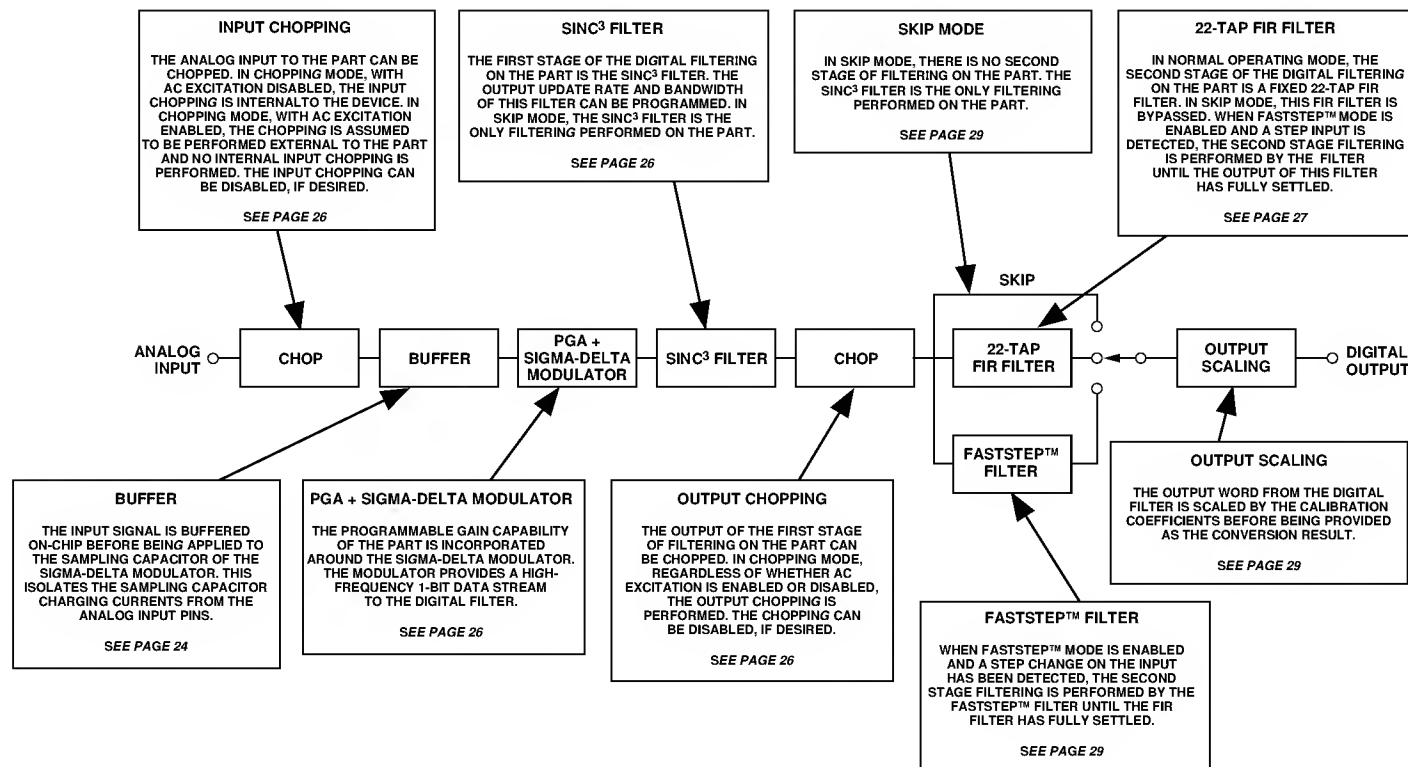 INPUT CHOPPING
THE ANALOG INPUT TO THE PART CAN BE
CHOPPED. IN CHOPPING MODE, WITH
AC EXCITATION DISABLED, THE INPUT
CHOPPING IS INTERNALTO THE DEVICE. IN
CHOPPING MODE, WITH AC EXCITATION
ENABLED, THE CHOPPING IS ASSUMED
TO BE PERFORMED EXTERNAL TO THE PART
AND NO INTERNAL INPUT CHOPPING IS
PERFORMED. THE INPUT CHOPPING CAN
BE DISABLED, IF DESIRED.
SEE PAGE 26
SINC³ FILTER
THE FIRST STAGE OF THE DIGITAL FILTERING
ON THE PART IS THE SINC³ FILTER. THE
OUTPUT UPDATE RATE AND BANDWIDTH
OF THIS FILTER CAN BE PROGRAMMED. IN
SKIP MODE, THE SINC³ FILTER IS THE
ONLY FILTERING PERFORMED ON THE PART.
SEE PAGE 26
SKIP MODE
IN SKIP MODE, THERE IS NO SECOND
STAGE OF FILTERING ON THE PART. THE
SINC³ FILTER IS THE ONLY FILTERING
PERFORMED ON THE PART.
SEE PAGE 29
22-TAP FIR FILTER
IN NORMAL OPERATING MODE, THE
SECOND STAGE OF THE DIGITAL FILTERING
ON THE PART IS A FIXED 22-TAP FIR
FILTER. IN SKIP MODE, THIS FIR FILTER IS
BYPASSED. WHEN FASTSTEP™ MODE IS
ENABLED AND A STEP INPUT IS
DETECTED, THE SECOND STAGE FILTERING
IS PERFORMED BY THE FILTER
UNTIL THE OUTPUT OF THIS FILTER
HAS FULLY SETTLED.
SEE PAGE 27
SKIP
ANALOG
INPUT
CHOP
BUFFER
PGA +
SIGMA-DELTA
MODULATOR
SINC³ FILTER
CHOP
22-TAP
FIR FILTER
OUTPUT
SCALING
DIGITAL
OUTPUT
FASTSTEP™
FILTER
BUFFER
THE INPUT SIGNAL IS BUFFERED
ON-CHIP BEFORE BEING APPLIED TO
THE SAMPLING CAPACITOR OF THE
SIGMA-DELTA MODULATOR. THIS
ISOLATES THE SAMPLING CAPACITOR
CHARGING CURRENTS FROM THE
ANALOG INPUT PINS.
SEE PAGE 24
PGA + SIGMA-DELTA MODULATOR
THE PROGRAMMABLE GAIN CAPABILITY
OF THE PART IS INCORPORATED
AROUND THE SIGMA-DELTA MODULATOR.
THE MODULATOR PROVIDES A HIGH-
FREQUENCY 1-BIT DATA STREAM
TO THE DIGITAL FILTER.
SEE PAGE 26
OUTPUT CHOPPING
THE OUTPUT OF THE FIRST STAGE
OF FILTERING ON THE PART CAN
BE CHOPPED. IN CHOPPING MODE,
REGARDLESS OF WHETHER AC
EXCITATION IS ENABLED OR DISABLED,
THE OUTPUT CHOPPING IS
PERFORMED. THE CHOPPING CAN
BE DISABLED, IF DESIRED.
SEE PAGE 26
OUTPUT SCALING
THE OUTPUT WORD FROM THE DIGITAL
FILTER IS SCALED BY THE CALIBRATION
COEFFICIENTS BEFORE BEING PROVIDED
AS THE CONVERSION RESULT.
SEE PAGE 29
FASTSTEP™ FILTER
WHEN FASTSTEP™ MODE IS ENABLED
AND A STEP CHANGE ON THE INPUT
HAS BEEN DETECTED, THE SECOND
STAGE FILTERING IS PERFORMED BY THE
FASTSTEP™ FILTER UNTIL THE FIR
FILTER HAS FULLY SETTLED.
SEE PAGE 29